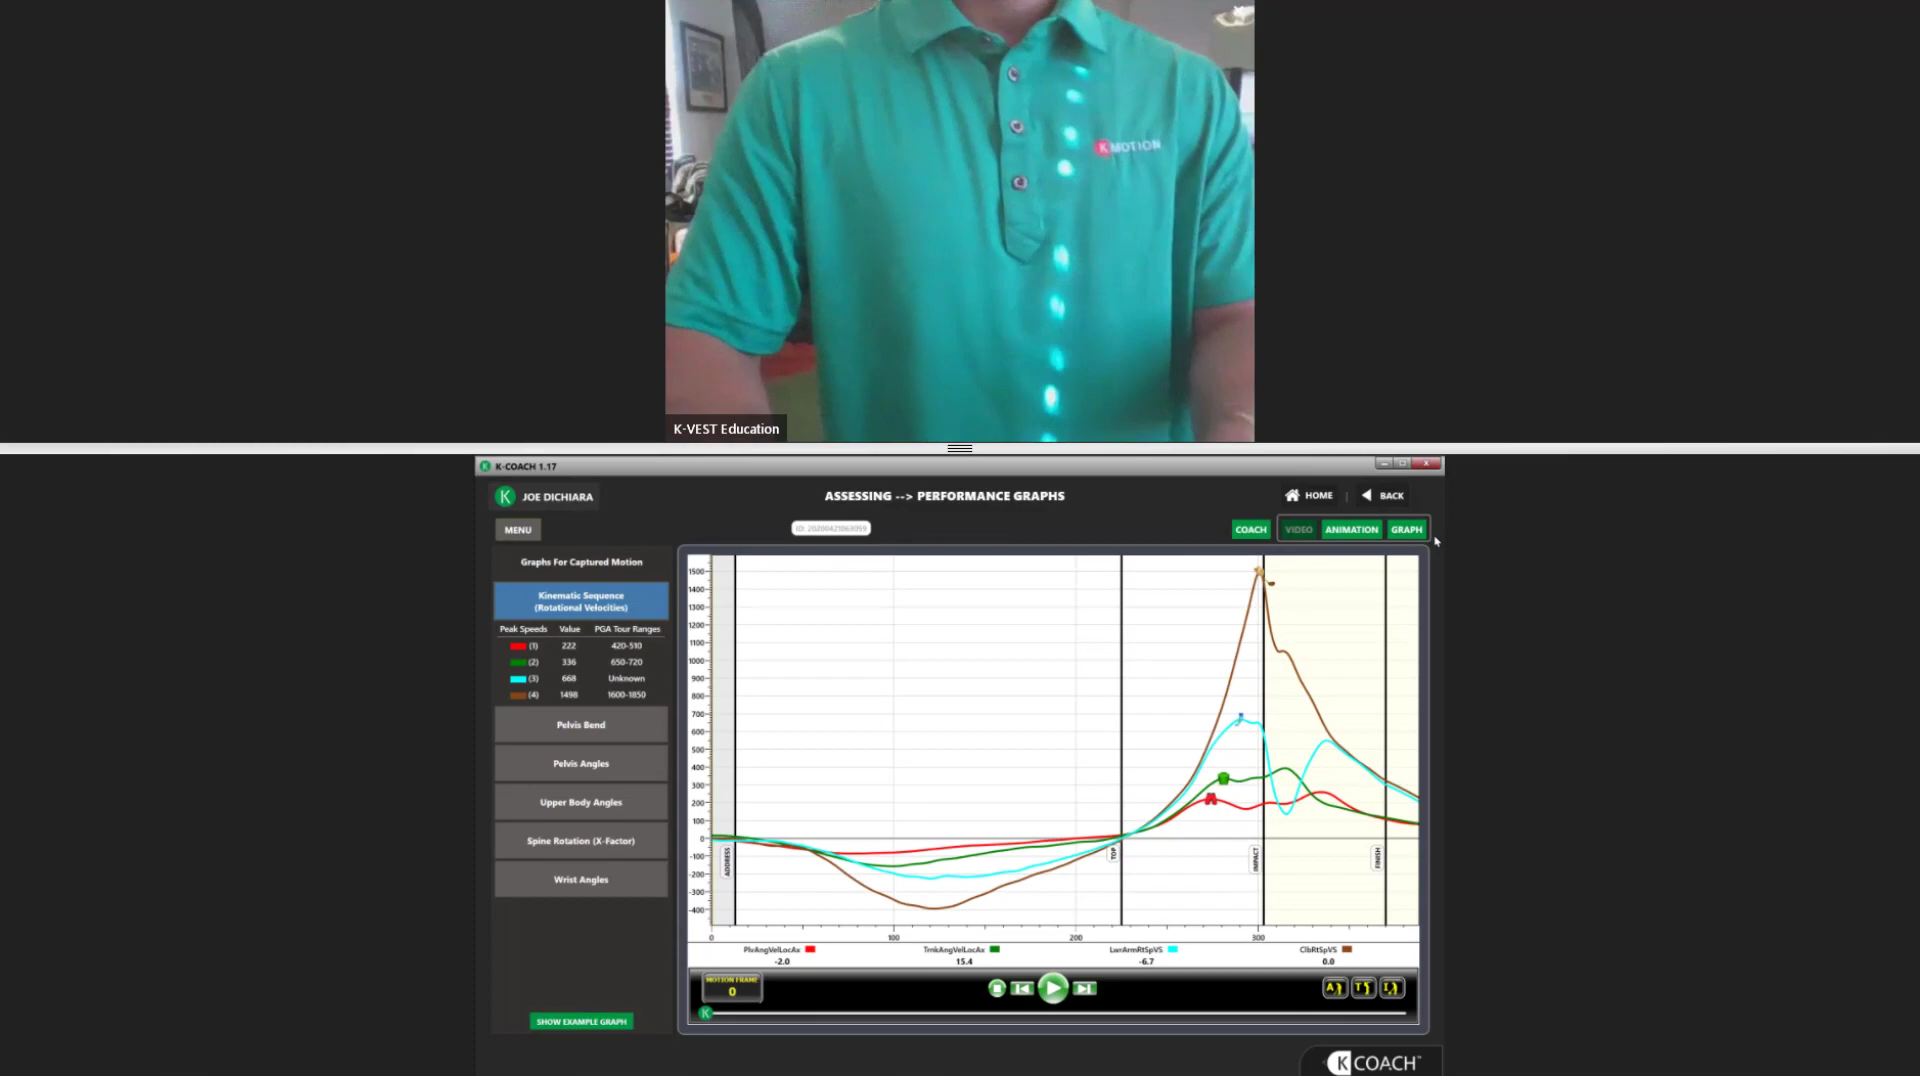 K MOTION
K-VEST Education
K-COACH 1.17
K JOE DICHIARA
ASSESSING --> PERFORMANCE GRAPHS
HOME | BACK
MENU
ID: 20200421063059
COACH VIDEO ANIMATION GRAPH
Graphs For Captured Motion
Kinematic Sequence
(Rotational Velocities)
Peak Speeds Value PGA Tour Ranges
(1) 222 420-510
(2) 336 650-720
(3) 668 Unknown
(4) 1498 1600-1850
Pelvis Bend
Pelvis Angles
Upper Body Angles
Spine Rotation (X-Factor)
Wrist Angles
SHOW EXAMPLE GRAPH
1500
1400
1300
1200
1100
1000
900
800
700
600
500
400
300
200
100
0
-100
-200
-300
-400
ADDRESS
TOP
IMPACT
FINISH
0 100 200 300
PlvAngVelLocAx TrnkAngVelLocAx LarrArmRtSpVS ClbRtSpVS
-2.0 15.4 -6.7 0.0
MOTION FRAME
0
A T I
K
K COACH™